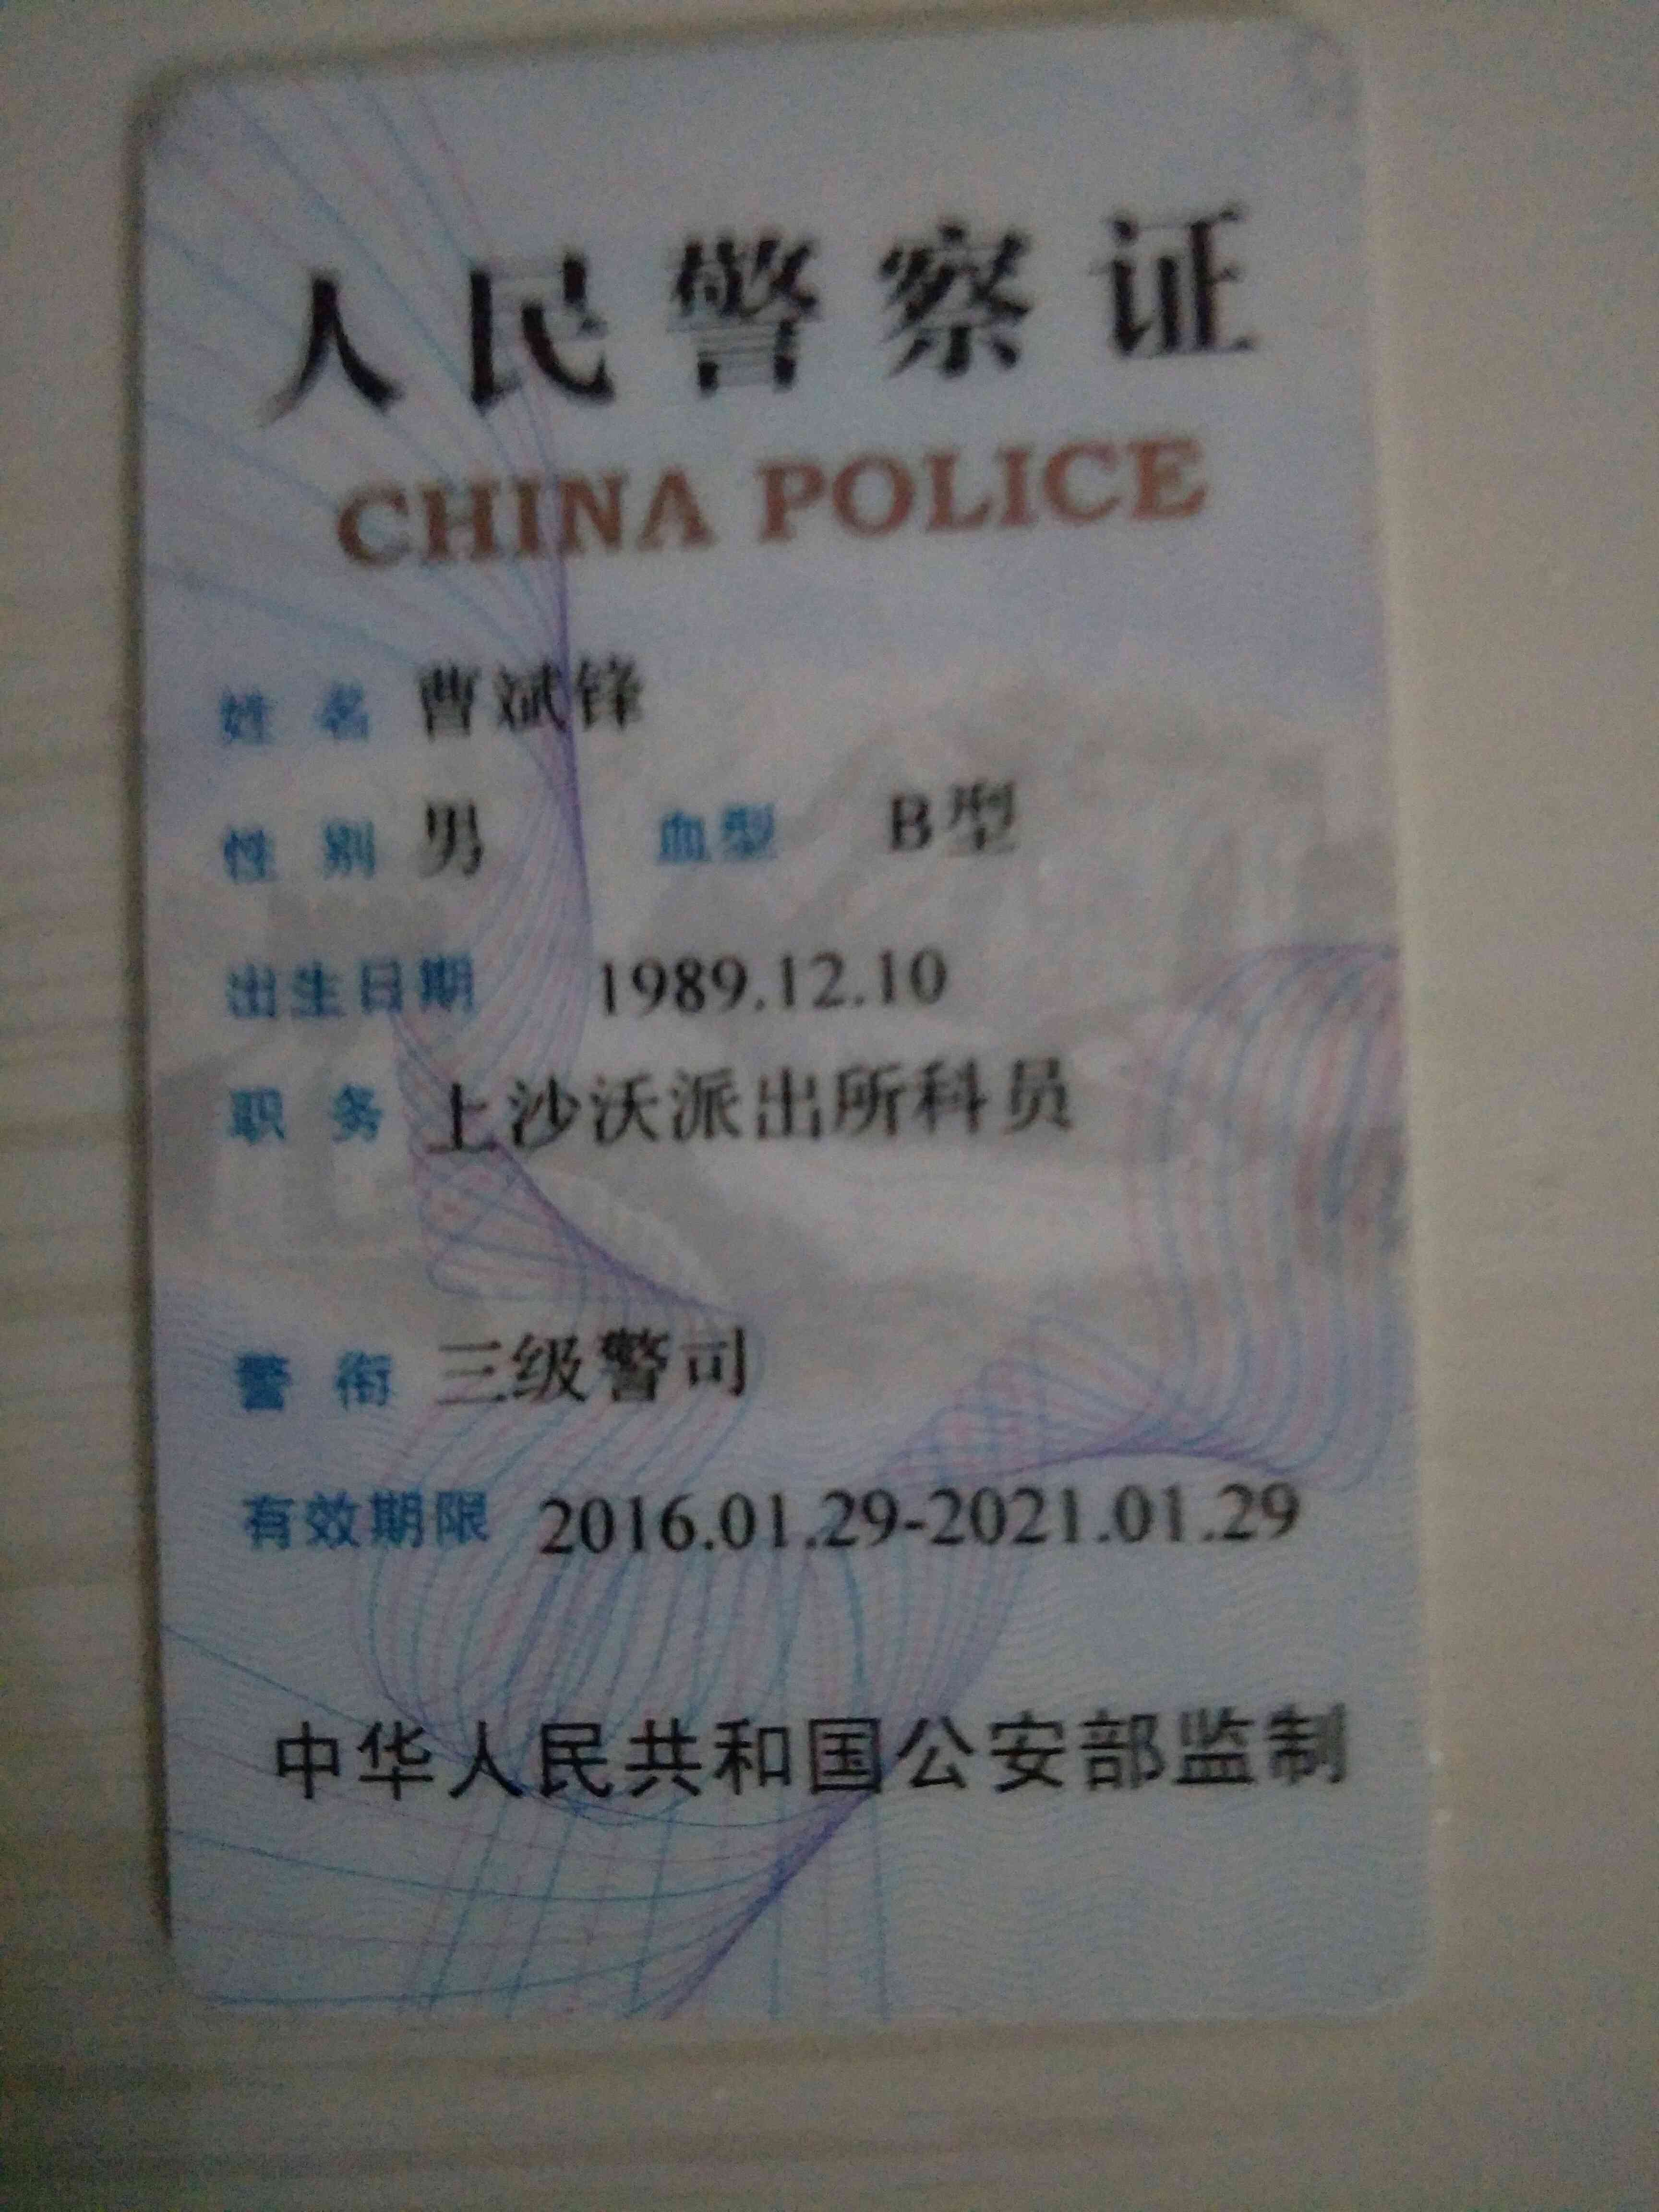 人民警察证
CHINA POLICE
姓名 曹斌锋
性别 男 血型 B型
出生日期 1989.12.10
职务 上沙沃派出所科员
警衔 三级警司
有效期限 2016.01.29-2021.01.29
中华人民共和国公安部监制